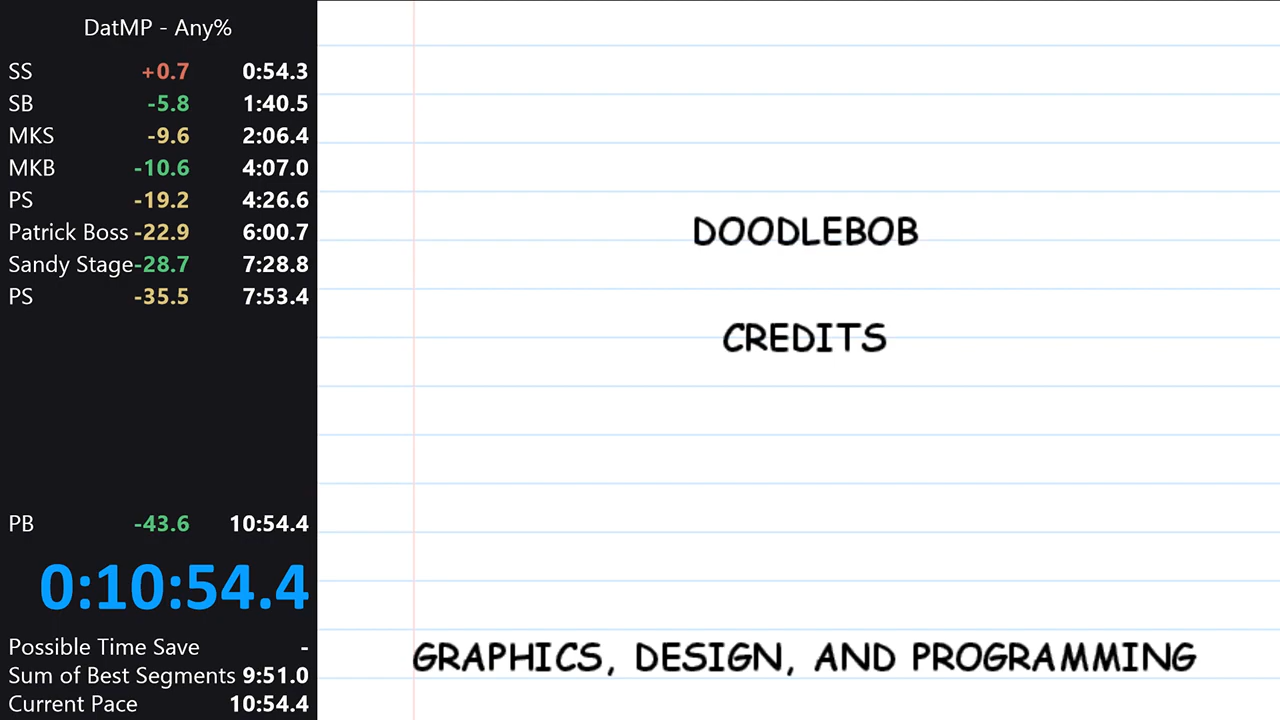 DatMP - Any%
SS +0.7 0:54.3
SB -5.8 1:40.5
MKS -9.6 2:06.4
MKB -10.6 4:07.0
PS -19.2 4:26.6
Patrick Boss -22.9 6:00.7
Sandy Stage -28.7 7:28.8
PS -35.5 7:53.4
PB -43.6 10:54.4
0:10:54.4
Possible Time Save -
Sum of Best Segments 9:51.0
Current Pace 10:54.4
DOODLEBOB
CREDITS
GRAPHICS, DESIGN, AND PROGRAMMING